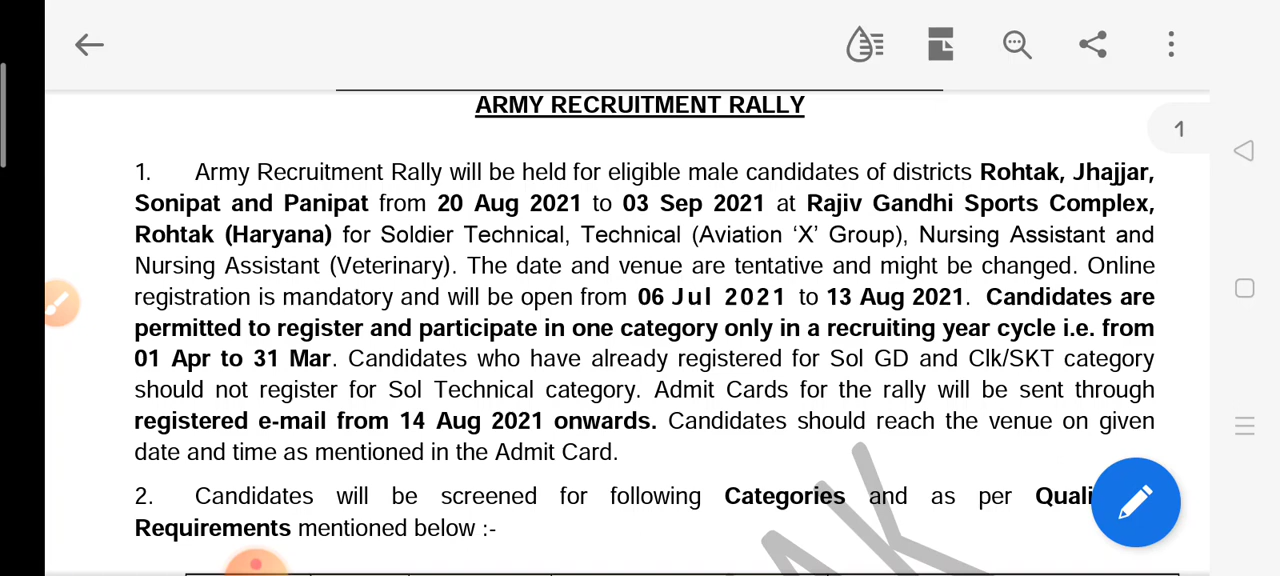 ARMY RECRUITMENT RALLY
1
1. Army Recruitment Rally will be held for eligible male candidates of districts Rohtak, Jhajjar,
Sonipat and Panipat from 20 Aug 2021 to 03 Sep 2021 at Rajiv Gandhi Sports Complex,
Rohtak (Haryana) for Soldier Technical, Technical (Aviation ‘X’ Group), Nursing Assistant and
Nursing Assistant (Veterinary). The date and venue are tentative and might be changed. Online
registration is mandatory and will be open from 06 Jul 2021 to 13 Aug 2021. Candidates are
permitted to register and participate in one category only in a recruiting year cycle i.e. from
01 Apr to 31 Mar. Candidates who have already registered for Sol GD and Clk/SKT category
should not register for Sol Technical category. Admit Cards for the rally will be sent through
registered e-mail from 14 Aug 2021 onwards. Candidates should reach the venue on given
date and time as mentioned in the Admit Card.
2. Candidates will be screened for following Categories and as per
Requirements mentioned below :-